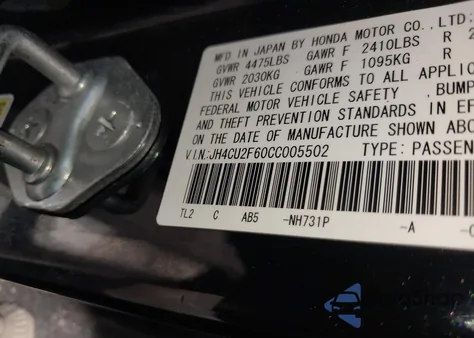 MFD IN JAPAN BY HONDA MOTOR CO., LTD.
GVWR 4475LBS GAWR F 2410LBS R 2
GVWR 2030KG GAWR F 1095KG R
THIS VEHICLE CONFORMS TO ALL APPLIC
FEDERAL MOTOR VEHICLE SAFETY, BUMP
AND THEFT PREVENTION STANDARDS IN E
ON THE DATE OF MANUFACTURE SHOWN AB
V.I.N:JH4CU2F60CC005502 TYPE: PASSEN
TL2 C AB5 -NH731P -A